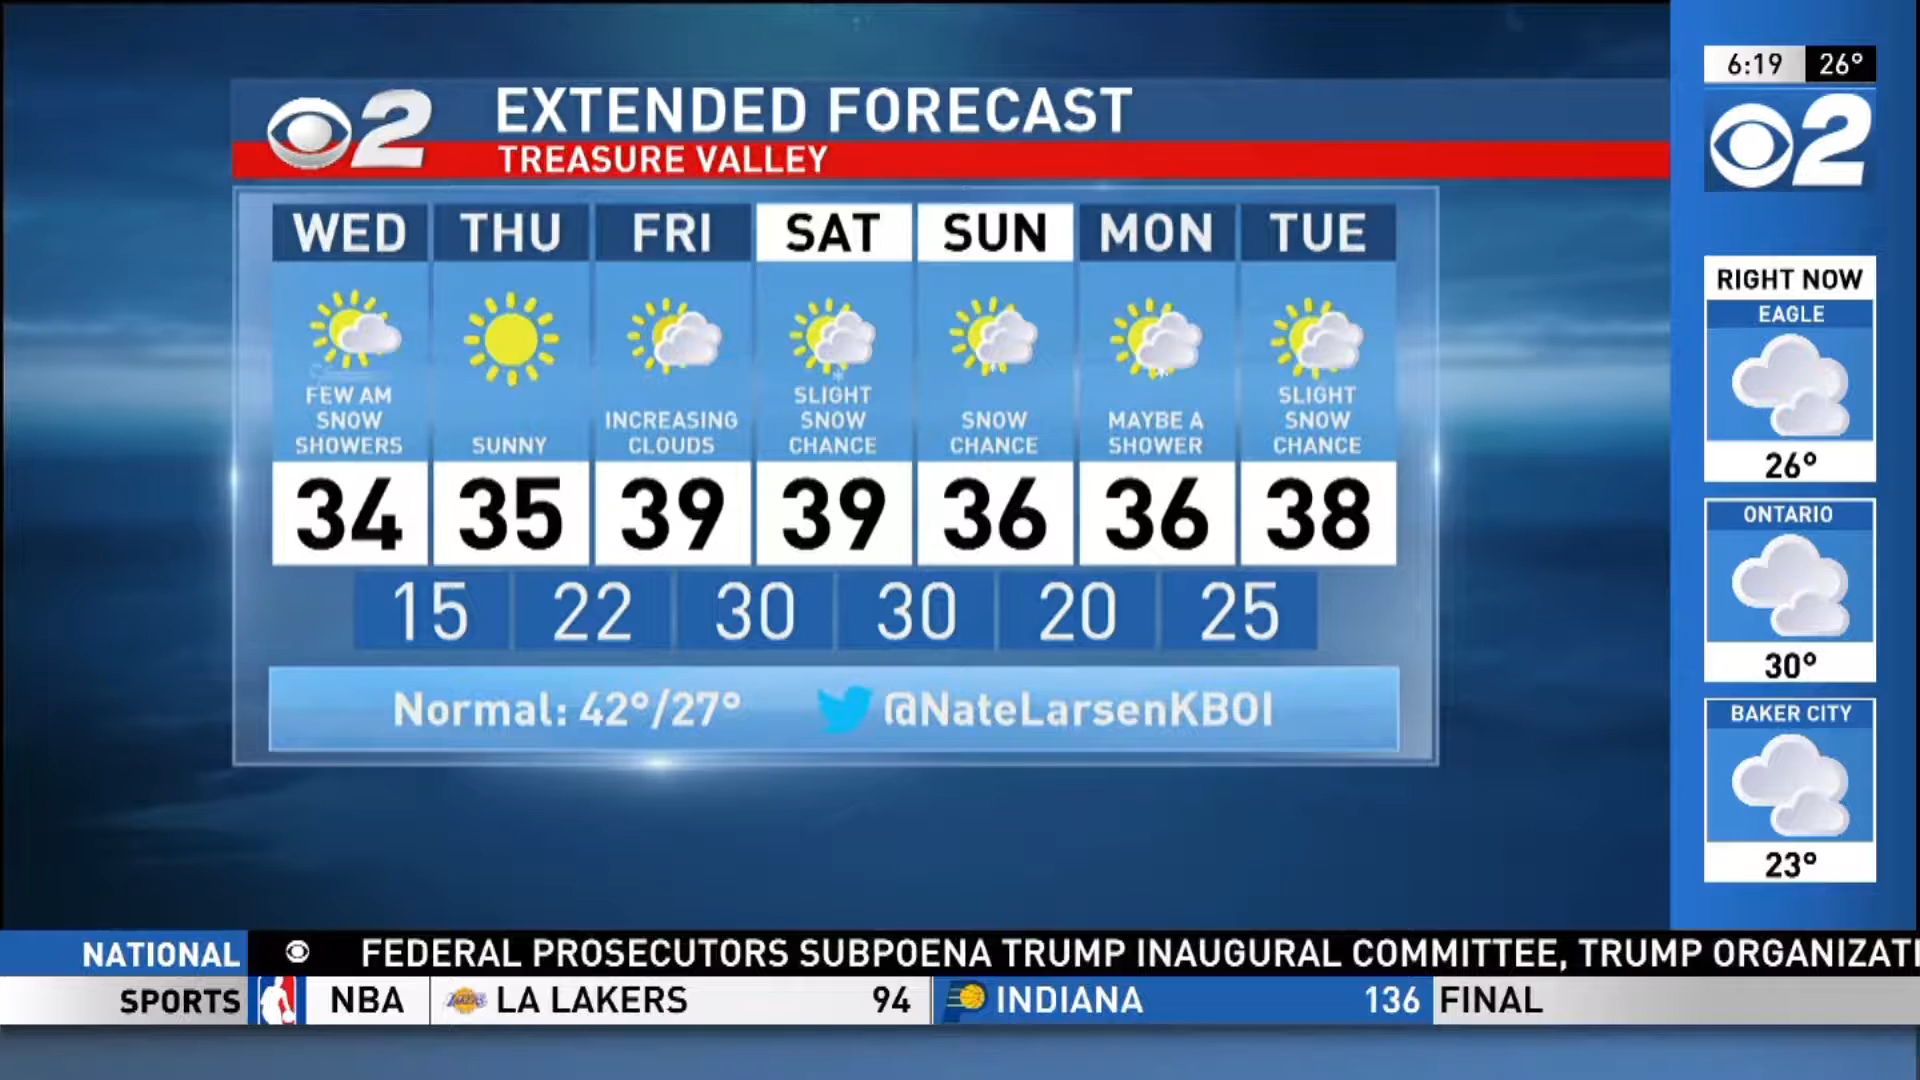 2 EXTENDED FORECAST
TREASURE VALLEY
WED THU FRI SAT SUN MON TUE
FEW AM
SNOW
SHOWERS
SUNNY
INCREASING
CLOUDS
SLIGHT
SNOW
CHANCE
SNOW
CHANCE
MAYBE A
SHOWER
SLIGHT
SNOW
CHANCE
34 35 39 39 36 36 38
15 22 30 30 20 25
Normal: 42°/27° @NateLarsenKBOI
6:19 26°
2
RIGHT NOW
EAGLE
26°
ONTARIO
30°
BAKER CITY
23°
NATIONAL FEDERAL PROSECUTORS SUBPOENA TRUMP INAUGURAL COMMITTEE, TRUMP ORGANIZATI
SPORTS NBA LA LAKERS 94 INDIANA 136 FINAL